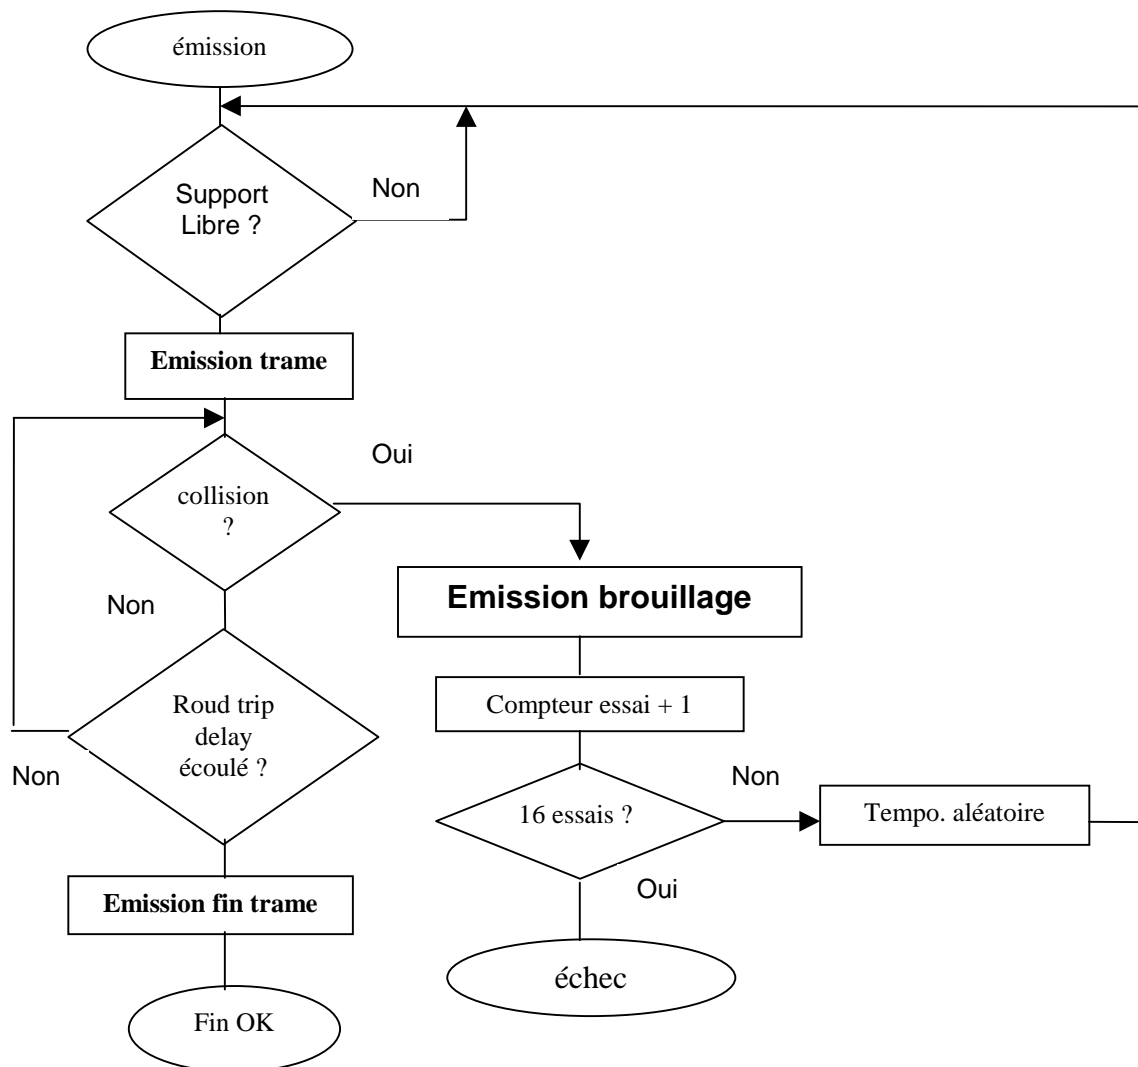 émission
Support
Libre ?
Non
Emission trame
Oui
collision
?
Non
Emission brouillage
Roud trip
delay
écoulé ?
Non
Compteur essai + 1
16 essais ?
Non
Tempo. aléatoire
Oui
Emission fin trame
échec
Fin OK